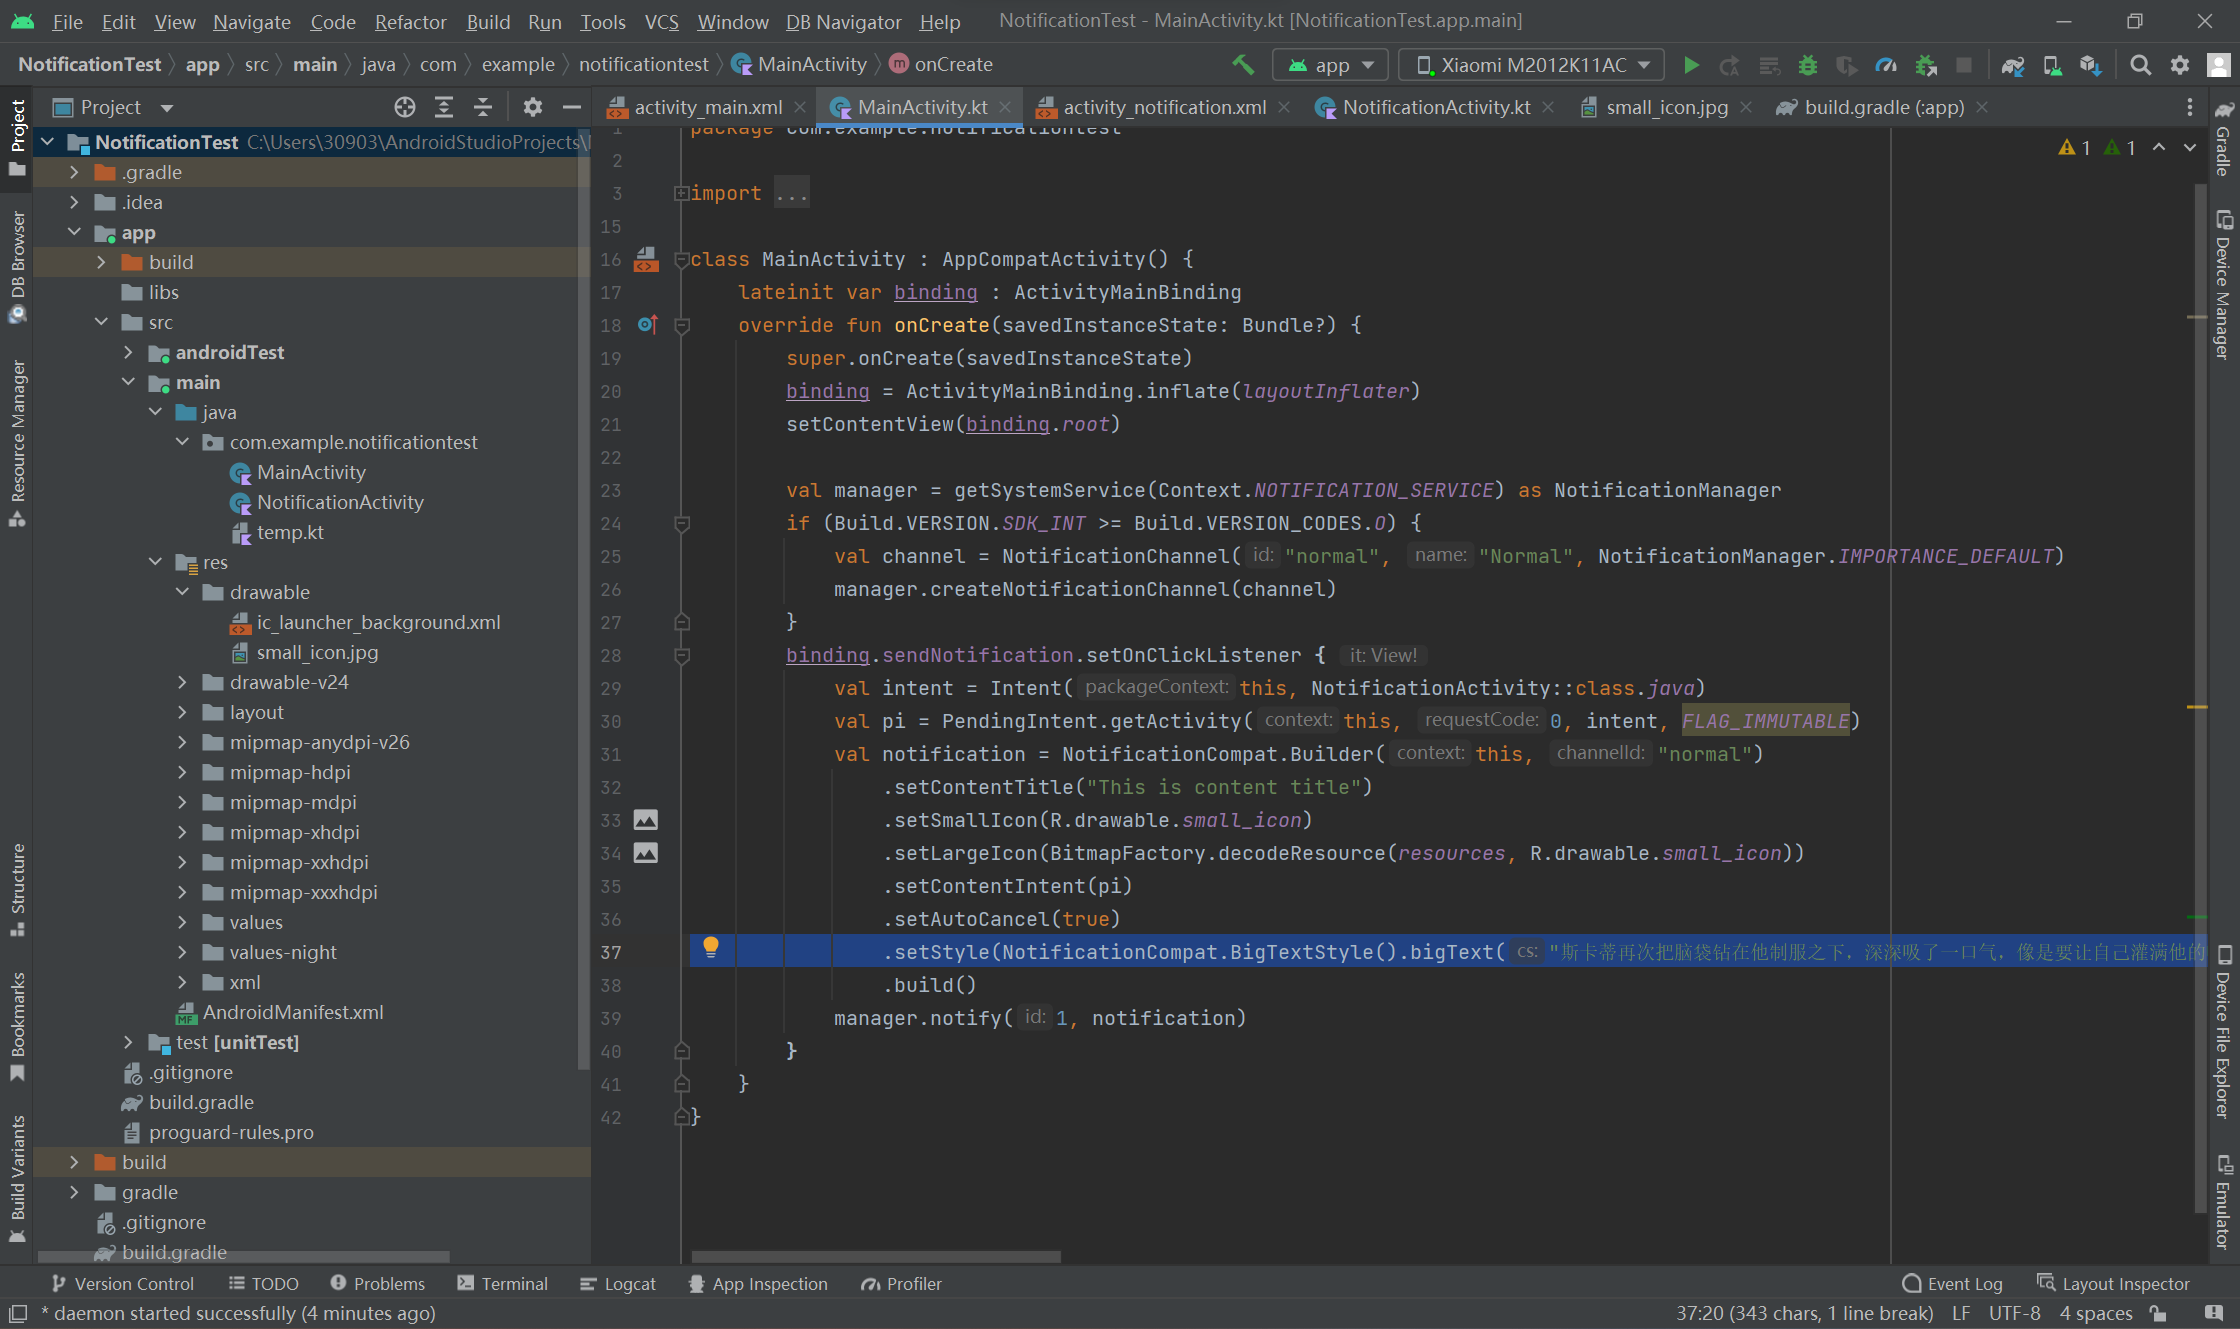 File Edit View Navigate Code Refactor Build Run Tools VCS Window DB Navigator Help NotificationTest - MainActivity.kt [NotificationTest.app.main]
NotificationTest app src main java com example notificationtest MainActivity onCreate app Xiaomi M2012K11AC
Project
activity_main.xml MainActivity.kt activity_notification.xml NotificationActivity.kt small_icon.jpg build.gradle (:app)
Project
DB Browser
Resource Manager
Structure
Bookmarks
Build Variants
NotificationTest C:\Users\30903\AndroidStudioProjects\
.gradle
.idea
app
build
libs
src
androidTest
main
java
com.example.notificationtest
MainActivity
NotificationActivity
temp.kt
res
drawable
ic_launcher_background.xml
small_icon.jpg
drawable-v24
layout
mipmap-anydpi-v26
mipmap-hdpi
mipmap-mdpi
mipmap-xhdpi
mipmap-xxhdpi
mipmap-xxxhdpi
values
values-night
xml
AndroidManifest.xml
test [unitTest]
.gitignore
build.gradle
proguard-rules.pro
build
gradle
.gitignore
build.gradle
1 package com.example.notificationtest
1 1
2
3 import ...
15
16 class MainActivity : AppCompatActivity() {
17 lateinit var binding : ActivityMainBinding
18 override fun onCreate(savedInstanceState: Bundle?) {
19 super.onCreate(savedInstanceState)
20 binding = ActivityMainBinding.inflate(layoutInflater)
21 setContentView(binding.root)
22
23 val manager = getSystemService(Context.NOTIFICATION_SERVICE) as NotificationManager
24 if (Build.VERSION.SDK_INT >= Build.VERSION_CODES.O) {
25 val channel = NotificationChannel( id: "normal", name: "Normal", NotificationManager.IMPORTANCE_DEFAULT)
26 manager.createNotificationChannel(channel)
27 }
28 binding.sendNotification.setOnClickListener { it: View!
29 val intent = Intent( packageContext: this, NotificationActivity::class.java)
30 val pi = PendingIntent.getActivity( context: this, requestCode: 0, intent, FLAG_IMMUTABLE)
31 val notification = NotificationCompat.Builder( context: this, channelId: "normal")
32 .setContentTitle("This is content title")
33 .setSmallIcon(R.drawable.small_icon)
34 .setLargeIcon(BitmapFactory.decodeResource(resources, R.drawable.small_icon))
35 .setContentIntent(pi)
36 .setAutoCancel(true)
37 .setStyle(NotificationCompat.BigTextStyle().bigText( cs: "斯卡蒂再次把脑袋钻在他制服之下，深深吸了一口气，像是要让自己灌满他的
38 .build()
39 manager.notify( id: 1, notification)
40 }
41 }
42 }
Gradle
Device Manager
Device File Explorer
Emulator
Version Control TODO Problems Terminal Logcat App Inspection Profiler Event Log Layout Inspector
* daemon started successfully (4 minutes ago) 37:20 (343 chars, 1 line break) LF UTF-8 4 spaces